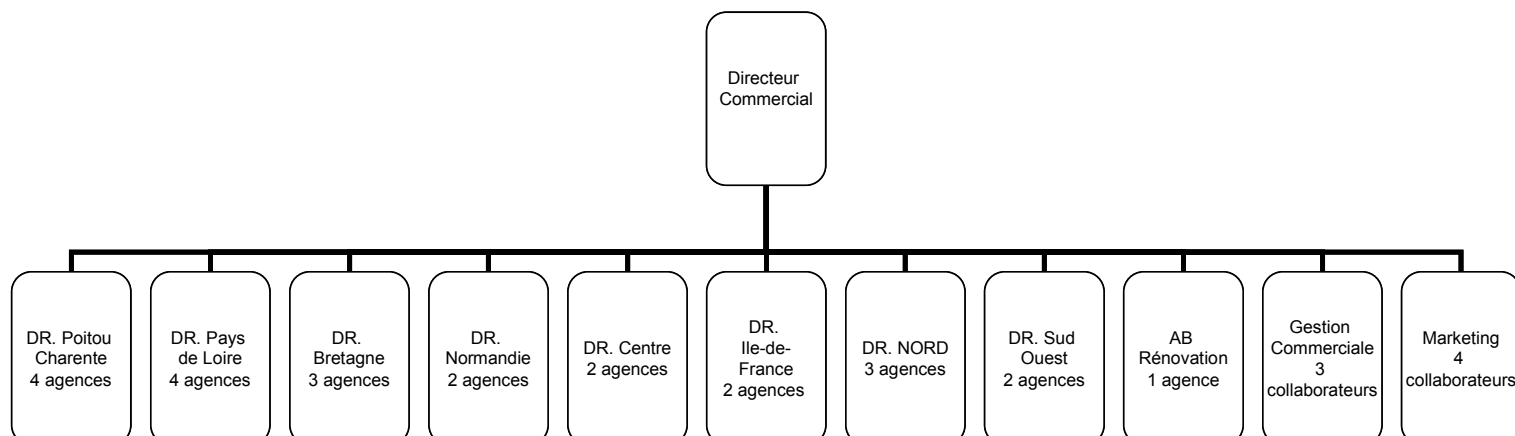 Directeur
Commercial
DR. Poitou
Charente
4 agences
DR. Pays
de Loire
4 agences
DR.
Bretagne
3 agences
DR.
Normandie
2 agences
DR. Centre
2 agences
DR.
Ile-de-
France
2 agences
DR. NORD
3 agences
DR. Sud
Ouest
2 agences
AB
Rénovation
1 agence
Gestion
Commerciale
3
collaborateurs
Marketing
4
collaborateurs